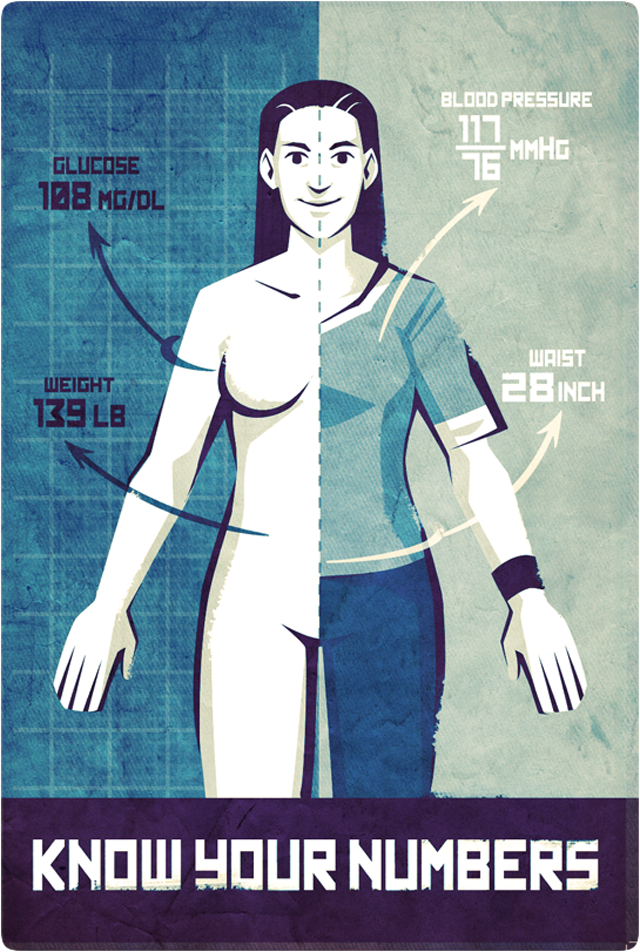 BLOOD PRESSURE
117
76 MMHG
GLUCOSE
108 MG/DL
WAIST
28 INCH
WEIGHT
139 LB
KNOW YOUR NUMBERS